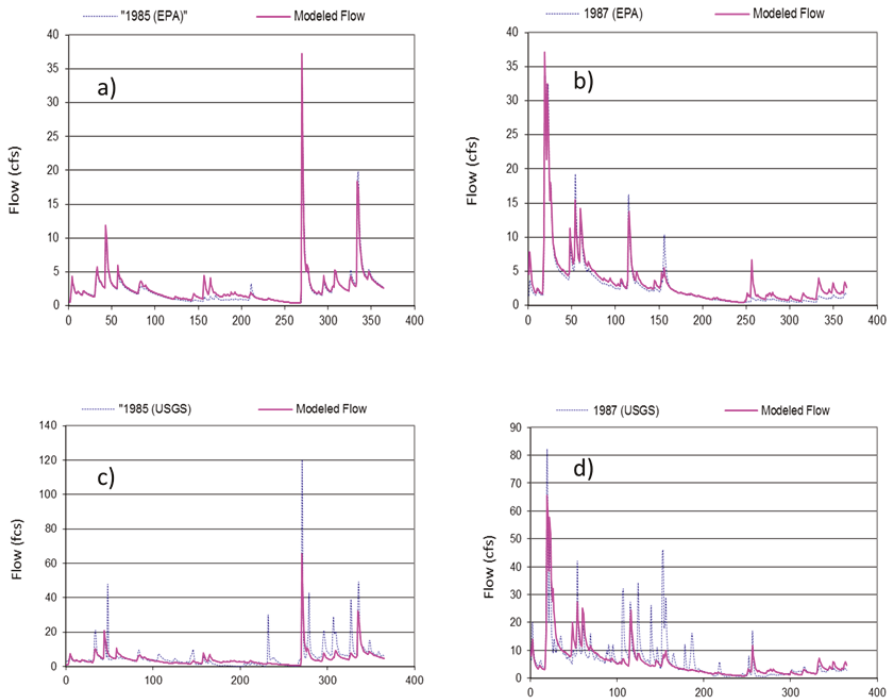 "1985 (EPA)" Modeled Flow
40
35
30
25
20
15
10
5
0
Flow (cfs)
a)
0 50 100 150 200 250 300 350 400
1987 (EPA) Modeled Flow
40
35
30
25
20
15
10
5
0
Flow (cfs)
b)
0 50 100 150 200 250 300 350 400
"1985 (USGS) Modeled Flow
140
120
100
80
60
40
20
0
Flow (fcs)
c)
0 100 200 300 400
1987 (USGS) Modeled Flow
90
80
70
60
50
40
30
20
10
0
Flow (cfs)
d)
0 100 200 300 400